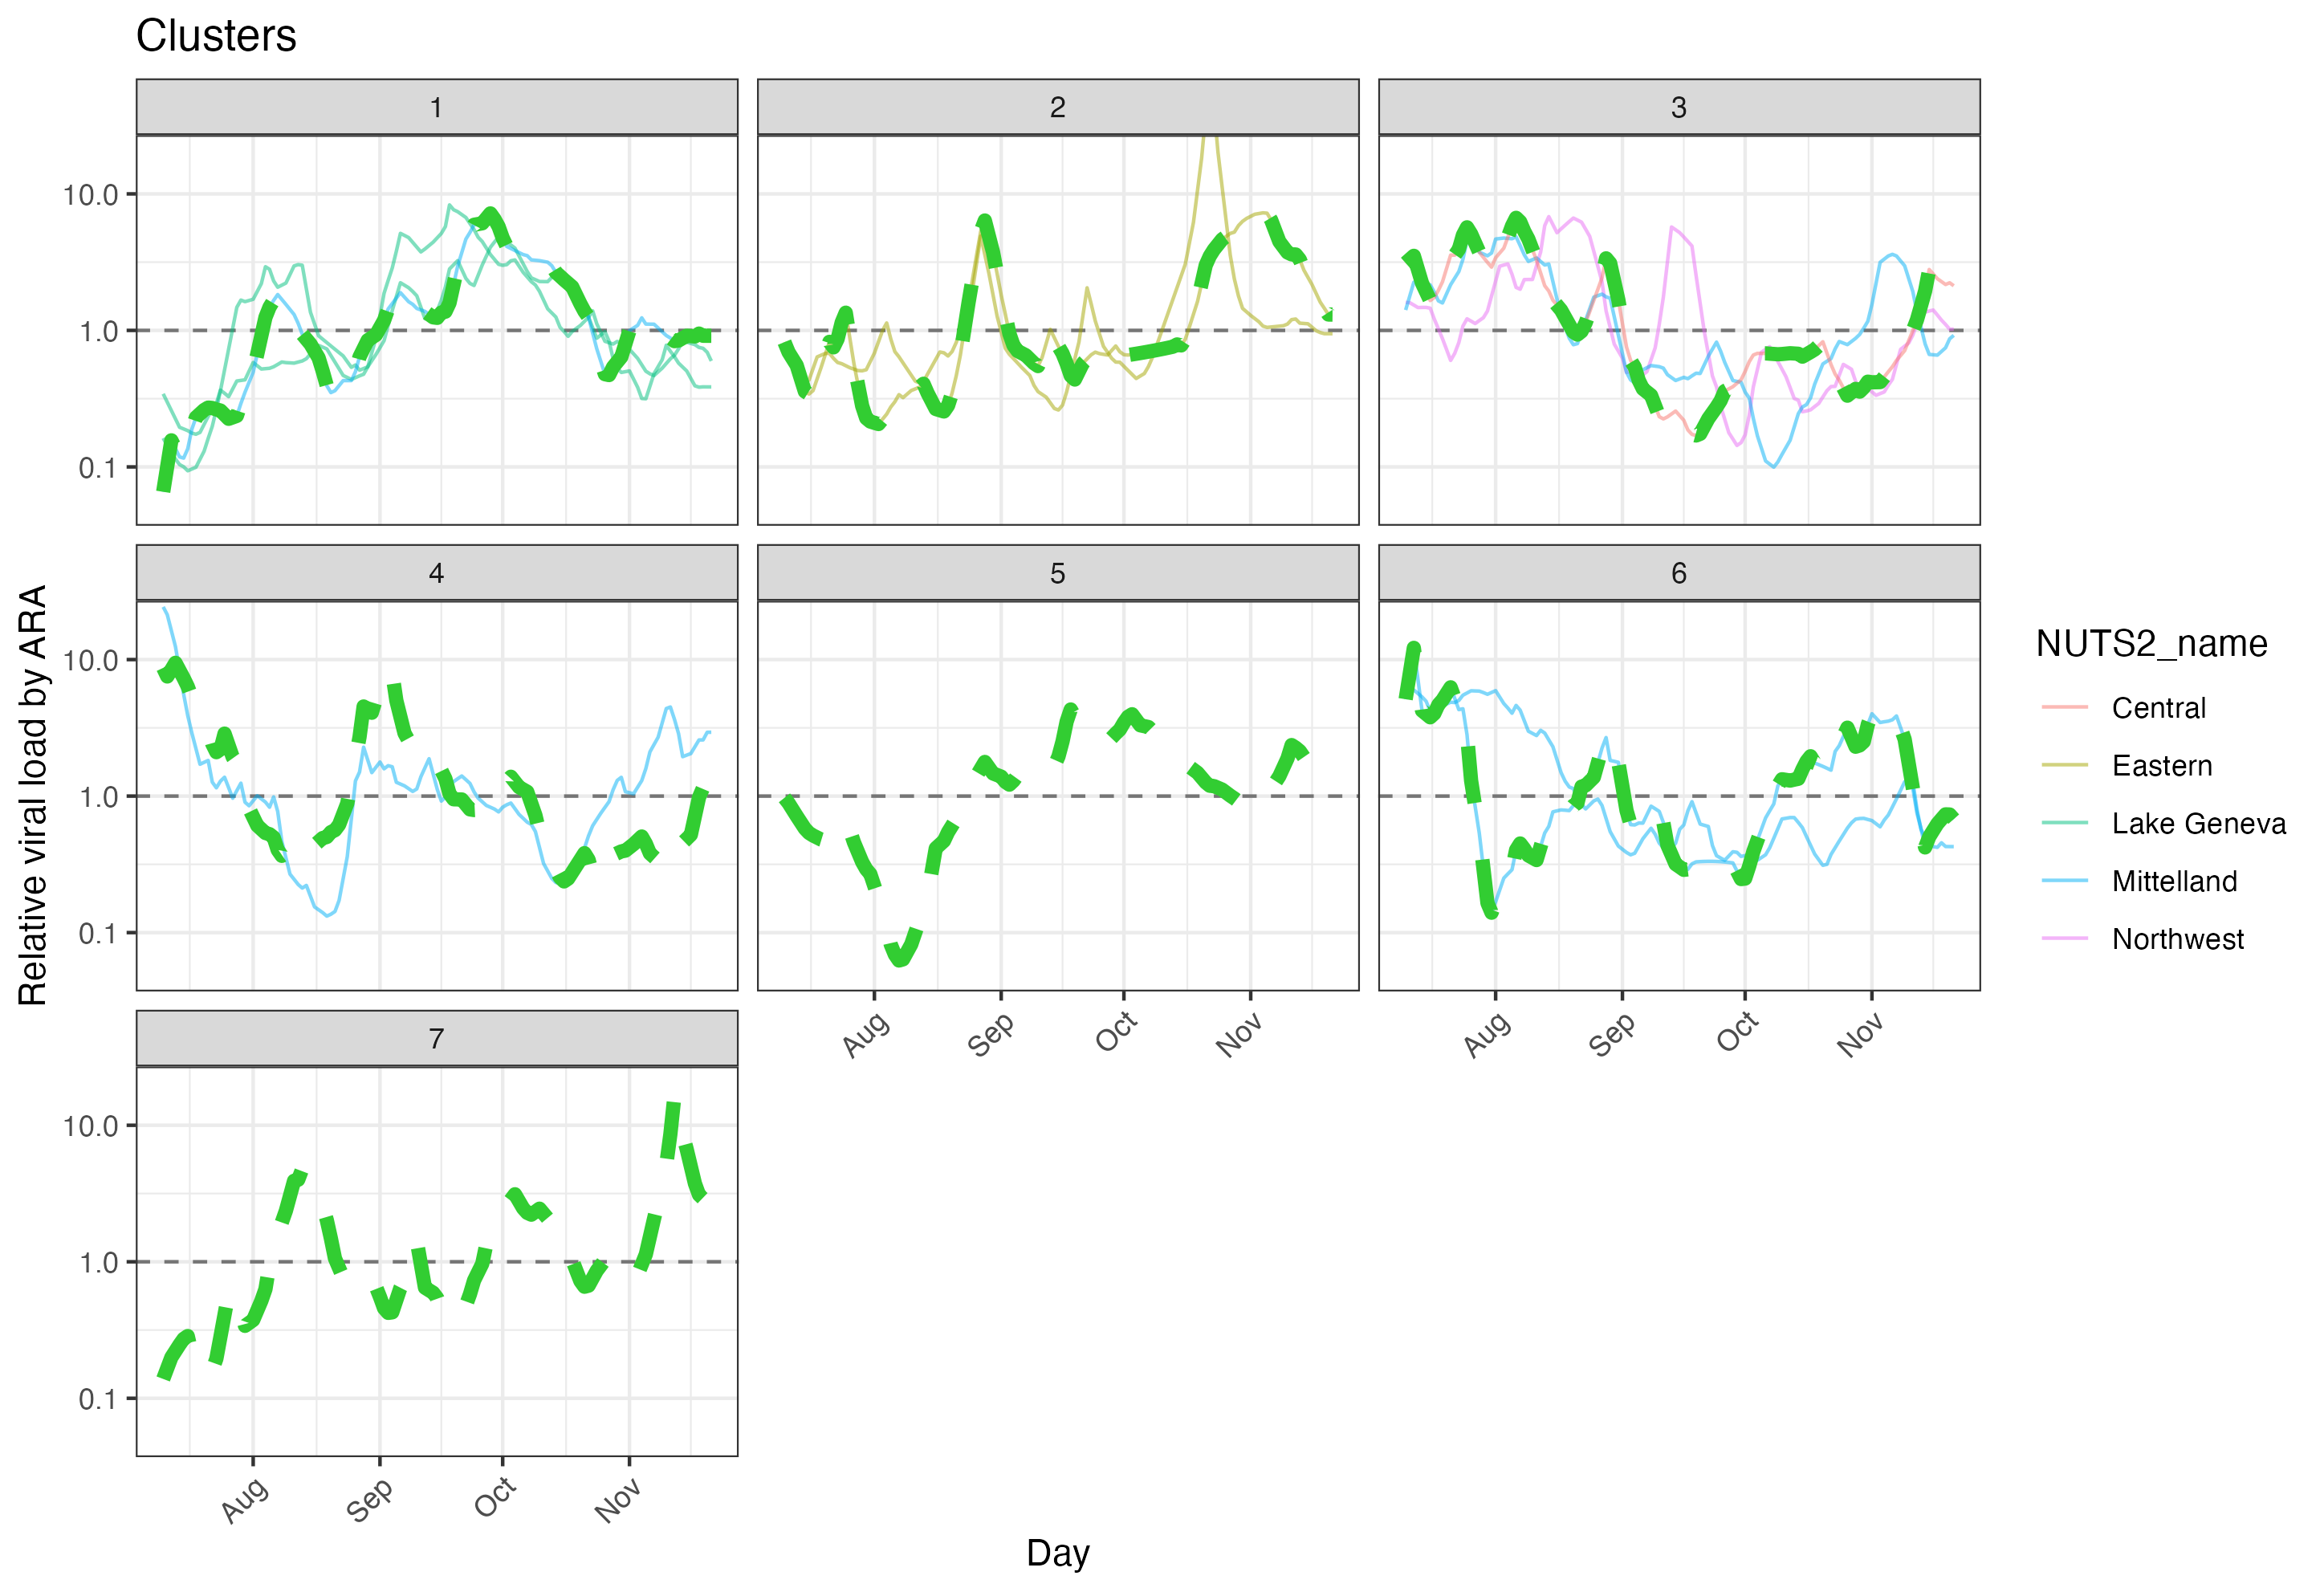 Clusters
1
2
3
10.0
1.0
0.1
4
5
6
10.0
1.0
0.1
Aug
Sep
Oct
Nov
Aug
Sep
Oct
Nov
7
10.0
1.0
0.1
Aug
Sep
Oct
Nov
Day
Relative viral load by ARA
NUTS2_name
Central
Eastern
Lake Geneva
Mittelland
Northwest